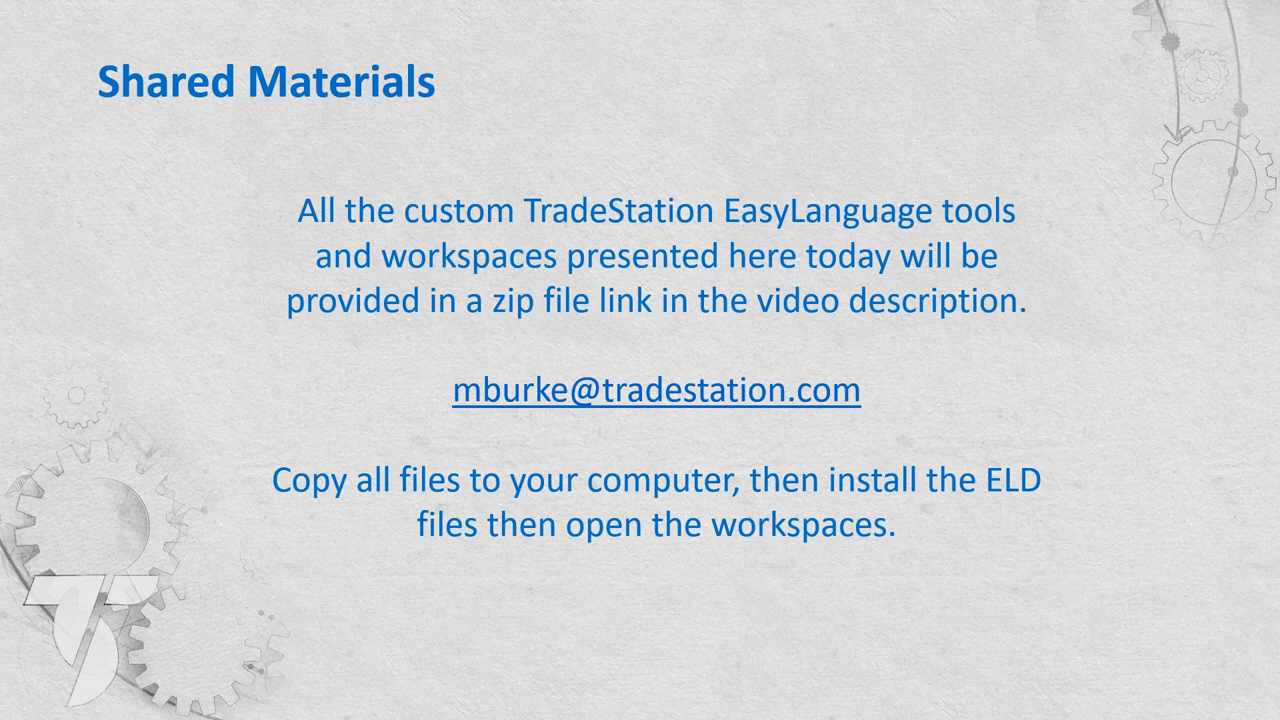 Shared Materials
All the custom TradeStation EasyLanguage tools
and workspaces presented here today will be
provided in a zip file link in the video description.
mburke@tradestation.com
Copy all files to your computer, then install the ELD
files then open the workspaces.